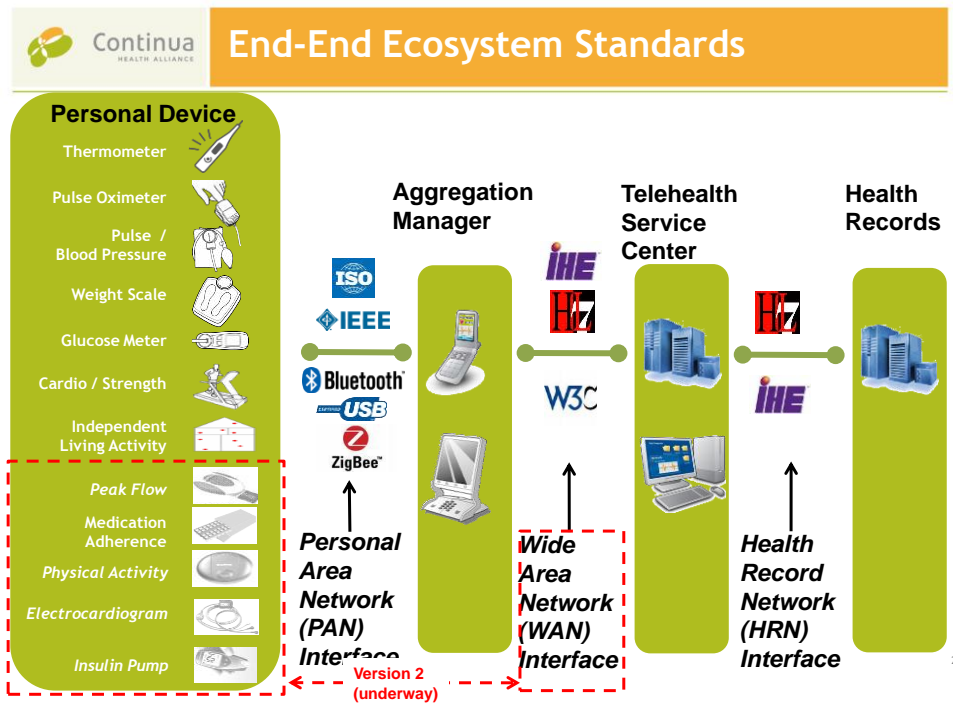 Continua
HEALTH ALLIANCE
End-End Ecosystem Standards
Personal Device
Thermometer
Pulse Oximeter
Pulse /
Blood Pressure
Weight Scale
Glucose Meter
Cardio / Strength
Independent
Living Activity
Peak Flow
Medication
Adherence
Physical Activity
Electrocardiogram
Insulin Pump
ISO
IEEE
Bluetooth
CERTIFIED USB
ZigBee™
Personal
Area
Network
(PAN)
Interface
Version 2
(underway)
Aggregation
Manager
IHE
HL7
W3C
Wide
Area
Network
(WAN)
Interface
Telehealth
Service
Center
HL7
IHE
Health
Record
Network
(HRN)
Interface
Health
Records